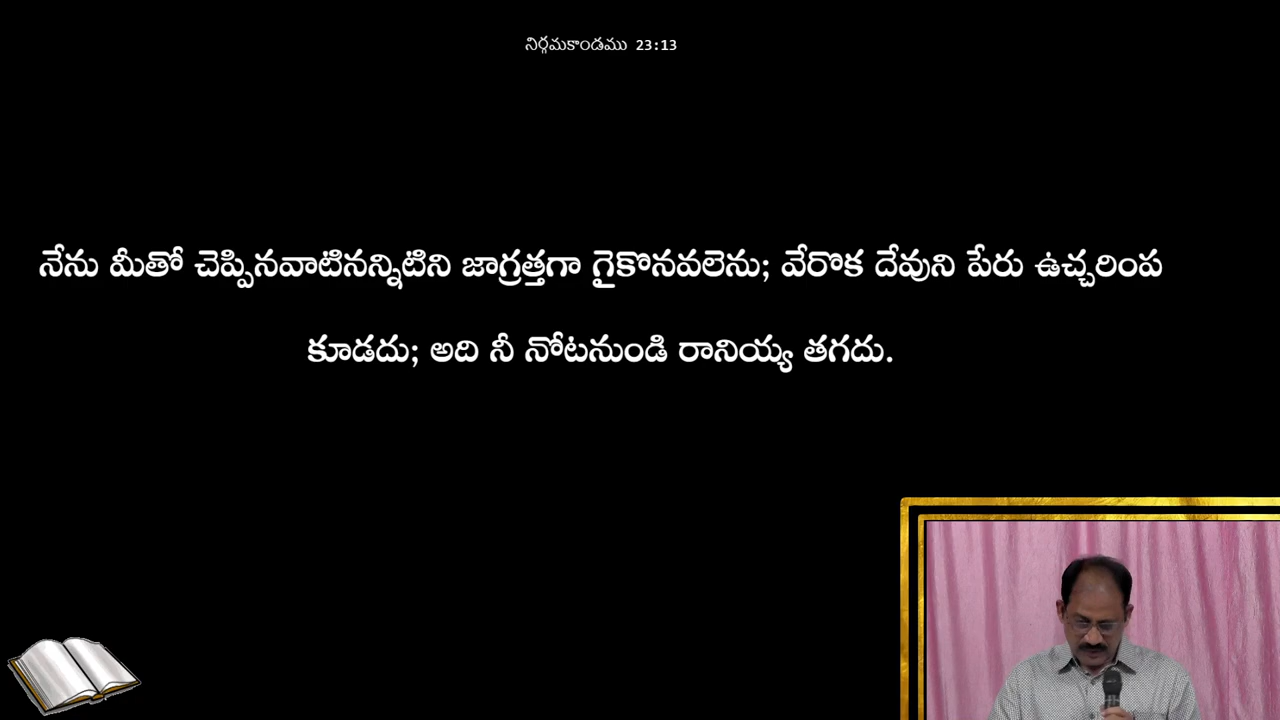 నిర్గమకాండము 23:13
నేను మీతో చెప్పినవాటినన్నిటిని జాగ్రత్తగా గైకొనవలెను; వేరొక దేవుని పేరు ఉచ్చరింప
కూడదు; అది నీ నోటనుండి రానియ్య తగదు.